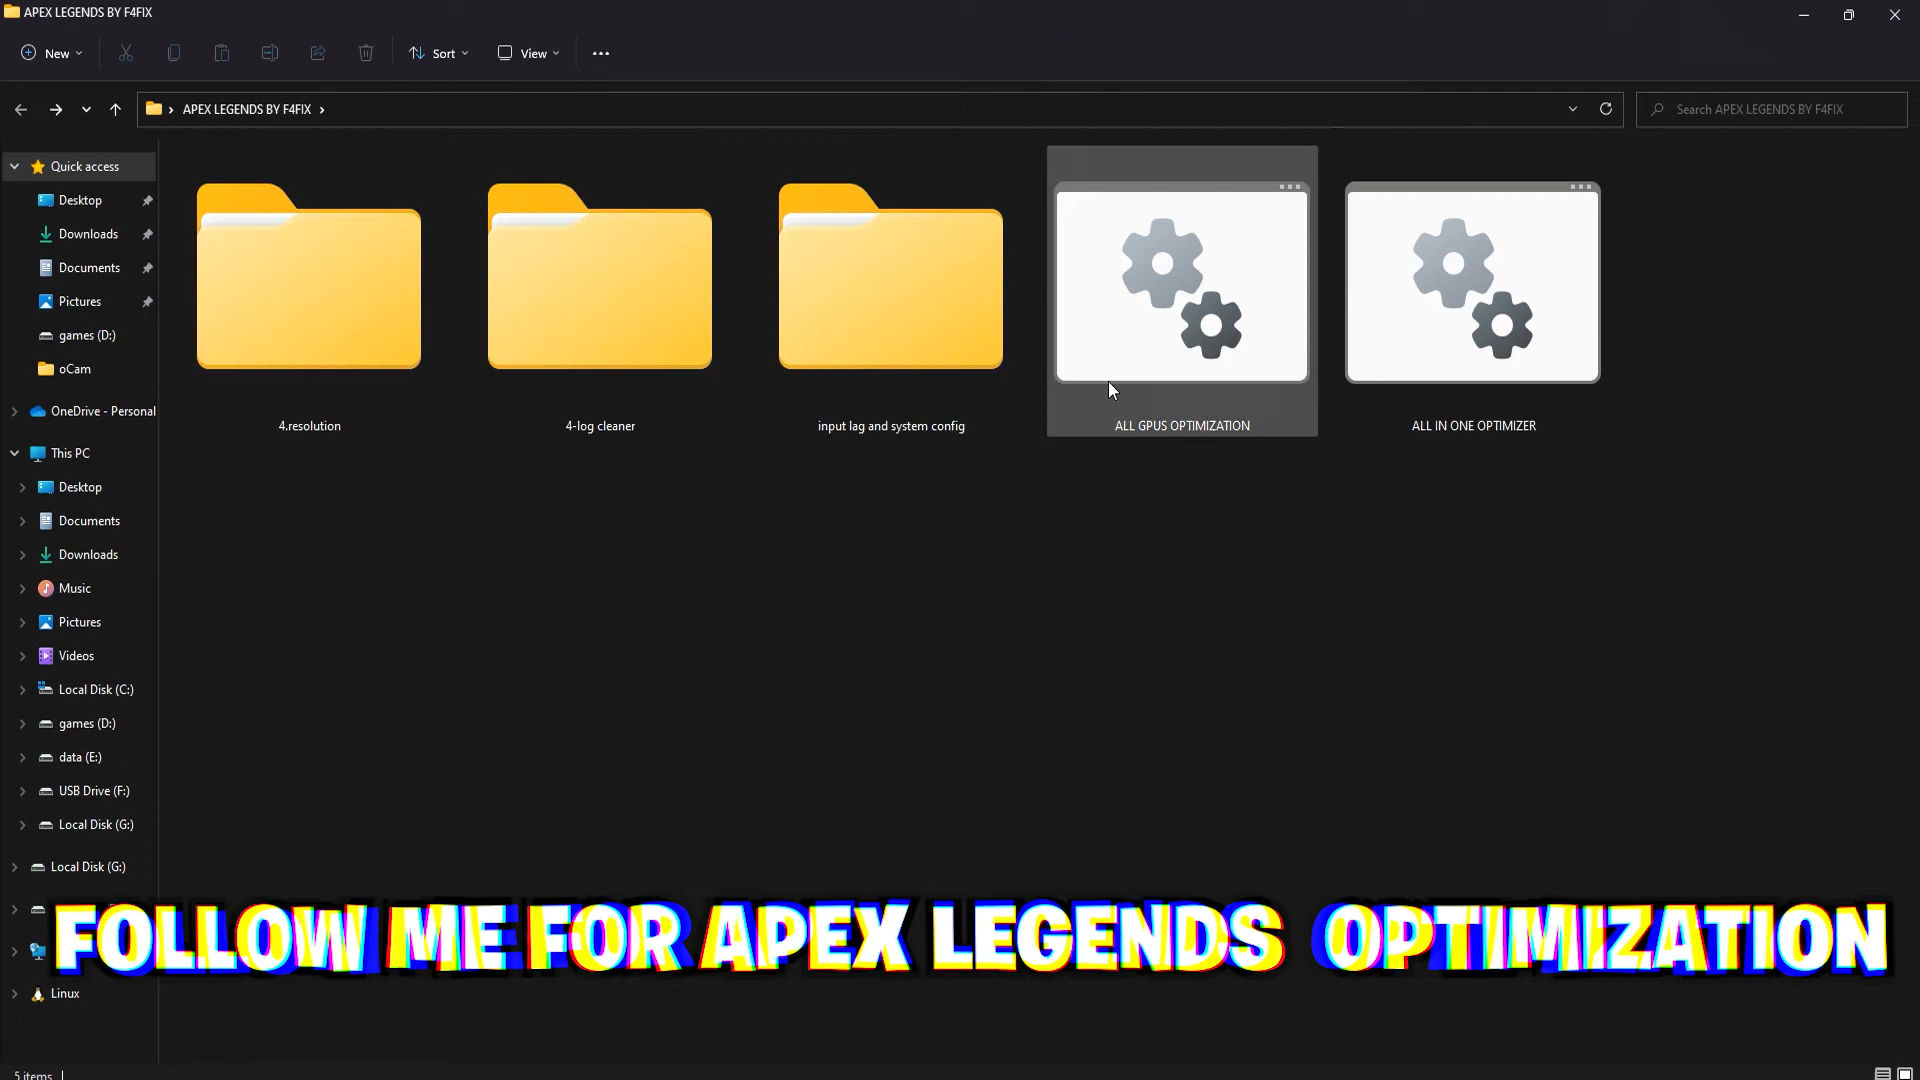 APEX LEGENDS BY F4FIX
New
Sort
View
APEX LEGENDS BY F4FIX
Search APEX LEGENDS BY F4FIX
Quick access
Desktop
Downloads
Documents
Pictures
games (D:)
oCam
OneDrive - Personal
This PC
Desktop
Documents
Downloads
Music
Pictures
Videos
Local Disk (C:)
games (D:)
data (E:)
USB Drive (F:)
Local Disk (G:)
Local Disk (G:)
Linux
4.resolution
4-log cleaner
input lag and system config
ALL GPUS OPTIMIZATION
ALL IN ONE OPTIMIZER
FOLLOW ME FOR APEX LEGENDS OPTIMIZATION
5 items